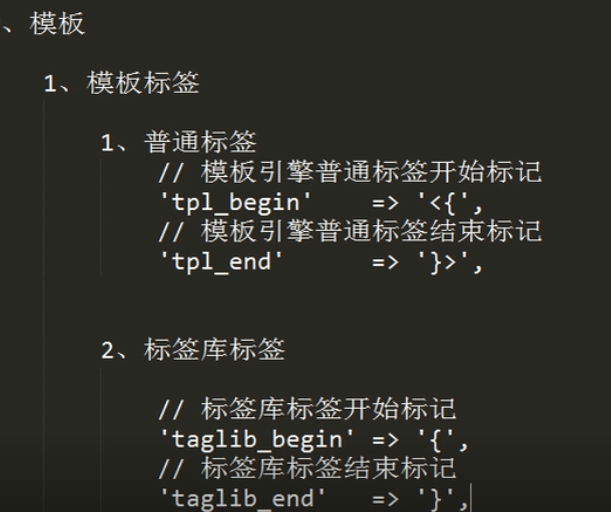 、模板
1、模板标签
1、普通标签
// 模板引擎普通标签开始标记
'tpl_begin'    => '<{',
// 模板引擎普通标签结束标记
'tpl_end'      => '}>',
2、标签库标签
// 标签库标签开始标记
'taglib_begin' => '{',
// 标签库标签结束标记
'taglib_end'   => '}',